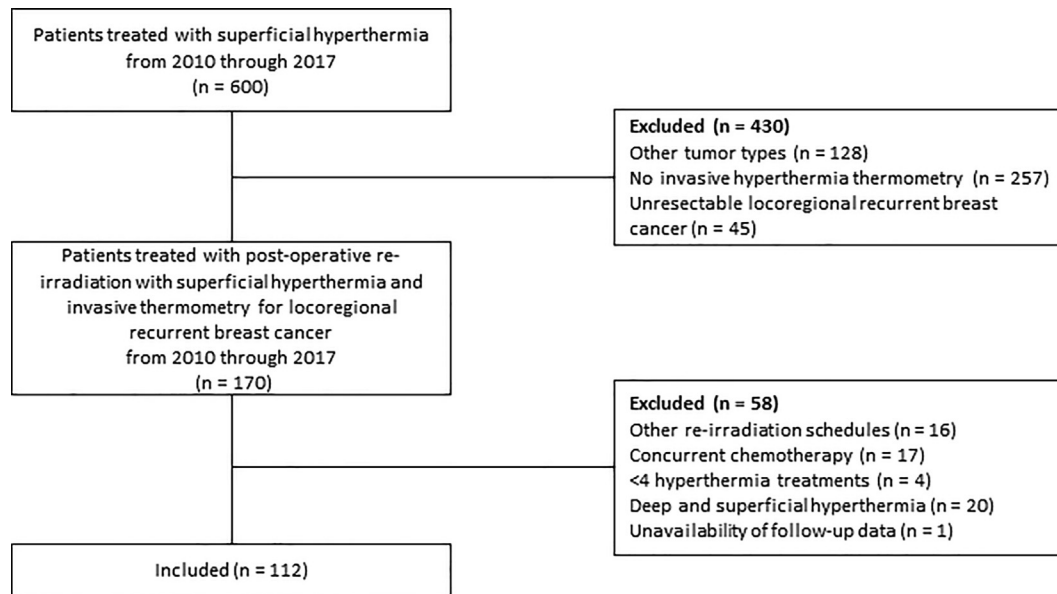 Patients treated with superficial hyperthermia
from 2010 through 2017
(n = 600)
Excluded (n = 430)
Other tumor types (n = 128)
No invasive hyperthermia thermometry (n = 257)
Unresectable locoregional recurrent breast
cancer (n = 45)
Patients treated with post-operative re-
irradiation with superficial hyperthermia and
invasive thermometry for locoregional
recurrent breast cancer
from 2010 through 2017
(n = 170)
Excluded (n = 58)
Other re-irradiation schedules (n = 16)
Concurrent chemotherapy (n = 17)
<4 hyperthermia treatments (n = 4)
Deep and superficial hyperthermia (n = 20)
Unavailability of follow-up data (n = 1)
Included (n = 112)